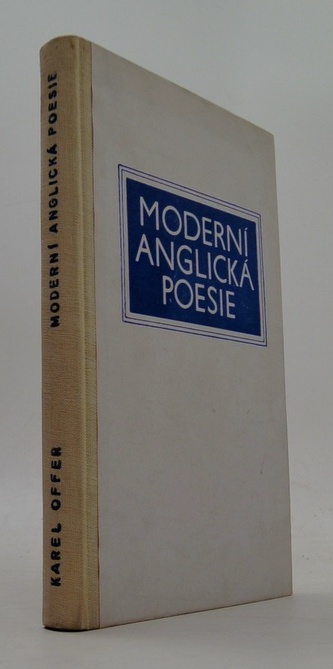 MODERNÍ
ANGLICKÁ
POESIE
KAREL OFFER MODERNÍ ANGLICKÁ POESIE